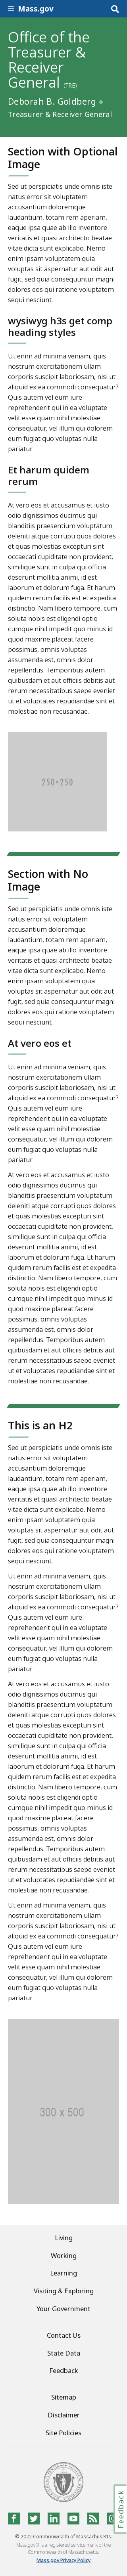 Mass.gov
Office of the
Treasurer &
Receiver
General (TRE)
Deborah B. Goldberg +
Treasurer & Receiver General
Section with Optional
Image
Sed ut perspiciatis unde omnis iste
natus error sit voluptatem
accusantium doloremque
laudantium, totam rem aperiam,
eaque ipsa quae ab illo inventore
veritatis et quasi architecto beatae
vitae dicta sunt explicabo. Nemo
enim ipsam voluptatem quia
voluptas sit aspernatur aut odit aut
fugit, sed quia consequuntur magni
dolores eos qui ratione voluptatem
sequi nesciunt.
wysiwyg h3s get comp
heading styles
Ut enim ad minima veniam, quis
nostrum exercitationem ullam
corporis suscipit laboriosam, nisi ut
aliquid ex ea commodi consequatur?
Quis autem vel eum iure
reprehenderit qui in ea voluptate
velit esse quam nihil molestiae
consequatur, vel illum qui dolorem
eum fugiat quo voluptas nulla
pariatur
Et harum quidem
rerum
At vero eos et accusamus et iusto
odio dignissimos ducimus qui
blanditiis praesentium voluptatum
deleniti atque corrupti quos dolores
et quas molestias excepturi sint
occaecati cupiditate non provident,
similique sunt in culpa qui officia
deserunt mollitia animi, id est
laborum et dolorum fuga. Et harum
quidem rerum facilis est et expedita
distinctio. Nam libero tempore, cum
soluta nobis est eligendi optio
cumque nihil impedit quo minus id
quod maxime placeat facere
possimus, omnis voluptas
assumenda est, omnis dolor
repellendus. Temporibus autem
quibusdam et aut officiis debitis aut
rerum necessitatibus saepe eveniet
ut et voluptates repudiandae sint et
molestiae non recusandae.
250×250
Section with No
Image
Sed ut perspiciatis unde omnis iste
natus error sit voluptatem
accusantium doloremque
laudantium, totam rem aperiam,
eaque ipsa quae ab illo inventore
veritatis et quasi architecto beatae
vitae dicta sunt explicabo. Nemo
enim ipsam voluptatem quia
voluptas sit aspernatur aut odit aut
fugit, sed quia consequuntur magni
dolores eos qui ratione voluptatem
sequi nesciunt.
At vero eos et
Ut enim ad minima veniam, quis
nostrum exercitationem ullam
corporis suscipit laboriosam, nisi ut
aliquid ex ea commodi consequatur?
Quis autem vel eum iure
reprehenderit qui in ea voluptate
velit esse quam nihil molestiae
consequatur, vel illum qui dolorem
eum fugiat quo voluptas nulla
pariatur
At vero eos et accusamus et iusto
odio dignissimos ducimus qui
blanditiis praesentium voluptatum
deleniti atque corrupti quos dolores
et quas molestias excepturi sint
occaecati cupiditate non provident,
similique sunt in culpa qui officia
deserunt mollitia animi, id est
laborum et dolorum fuga. Et harum
quidem rerum facilis est et expedita
distinctio. Nam libero tempore, cum
soluta nobis est eligendi optio
cumque nihil impedit quo minus id
quod maxime placeat facere
possimus, omnis voluptas
assumenda est, omnis dolor
repellendus. Temporibus autem
quibusdam et aut officiis debitis aut
rerum necessitatibus saepe eveniet
ut et voluptates repudiandae sint et
molestiae non recusandae.
This is an H2
Sed ut perspiciatis unde omnis iste
natus error sit voluptatem
accusantium doloremque
laudantium, totam rem aperiam,
eaque ipsa quae ab illo inventore
veritatis et quasi architecto beatae
vitae dicta sunt explicabo. Nemo
enim ipsam voluptatem quia
voluptas sit aspernatur aut odit aut
fugit, sed quia consequuntur magni
dolores eos qui ratione voluptatem
sequi nesciunt.
Ut enim ad minima veniam, quis
nostrum exercitationem ullam
corporis suscipit laboriosam, nisi ut
aliquid ex ea commodi consequatur?
Quis autem vel eum iure
reprehenderit qui in ea voluptate
velit esse quam nihil molestiae
consequatur, vel illum qui dolorem
eum fugiat quo voluptas nulla
pariatur
At vero eos et accusamus et iusto
odio dignissimos ducimus qui
blanditiis praesentium voluptatum
deleniti atque corrupti quos dolores
et quas molestias excepturi sint
occaecati cupiditate non provident,
similique sunt in culpa qui officia
deserunt mollitia animi, id est
laborum et dolorum fuga. Et harum
quidem rerum facilis est et expedita
distinctio. Nam libero tempore, cum
soluta nobis est eligendi optio
cumque nihil impedit quo minus id
quod maxime placeat facere
possimus, omnis voluptas
assumenda est, omnis dolor
repellendus. Temporibus autem
quibusdam et aut officiis debitis aut
rerum necessitatibus saepe eveniet
ut et voluptates repudiandae sint et
molestiae non recusandae.
Ut enim ad minima veniam, quis
nostrum exercitationem ullam
corporis suscipit laboriosam, nisi ut
aliquid ex ea commodi consequatur?
Quis autem vel eum iure
reprehenderit qui in ea voluptate
velit esse quam nihil molestiae
consequatur, vel illum qui dolorem
eum fugiat quo voluptas nulla
pariatur
300 x 500
Living
Working
Learning
Visiting & Exploring
Your Government
Contact Us
State Data
Feedback
Sitemap
Disclaimer
Site Policies
Feedback
© 2022 Commonwealth of Massachusetts.
Mass.gov® is a registered service mark of the
Commonwealth of Massachusetts.
Mass.gov Privacy Policy